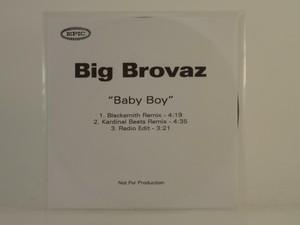 EPIC
Big Brovaz
"Baby Boy"
1. Blacksmith Remix - 4:19
2. Kardinal Beats Remix - 4:35
3. Radio Edit - 3:21
Not For Production